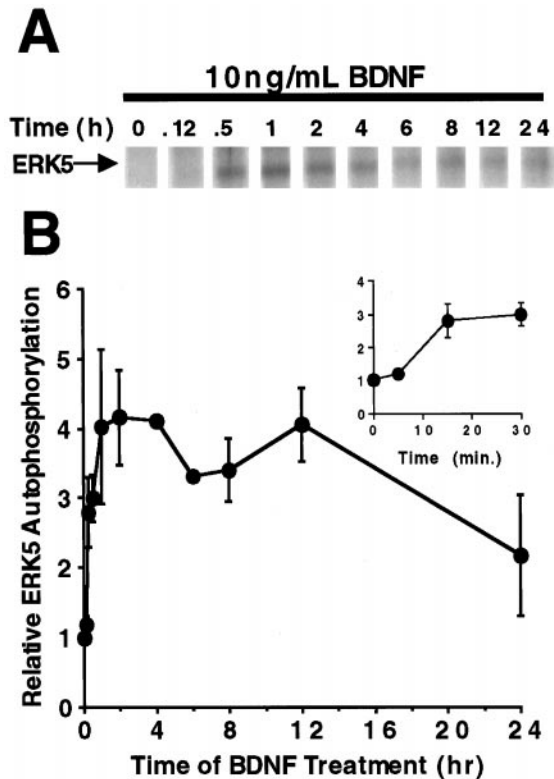 A
10ng/mL BDNF
Time (h) 0 .12 .5 1 2 4 6 8 12 24
ERK5
B
Relative ERK5 Autophosphorylation
6
5
4
3
2
1
0
0 4 8 12 16 20 24
Time of BDNF Treatment (hr)
4
3
2
1
0
0 10 20 30
Time (min.)